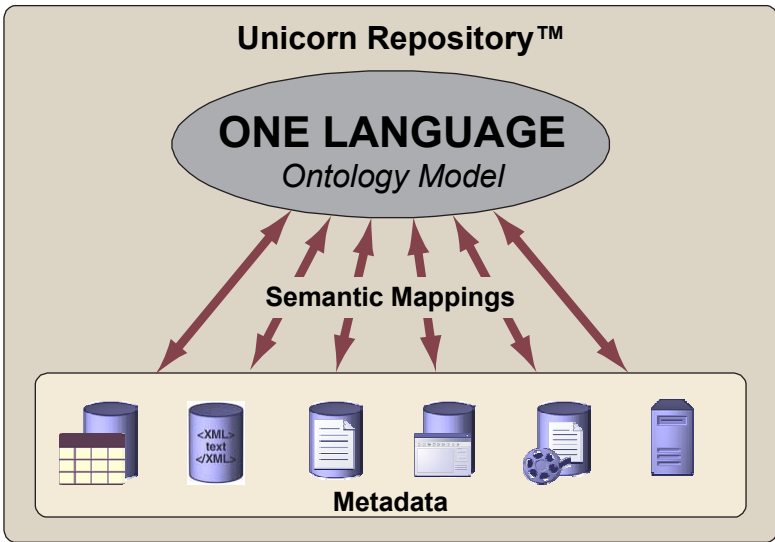 Unicorn Repository™
ONE LANGUAGE
Ontology Model
Semantic Mappings
<XML>
text
</XML>
Metadata